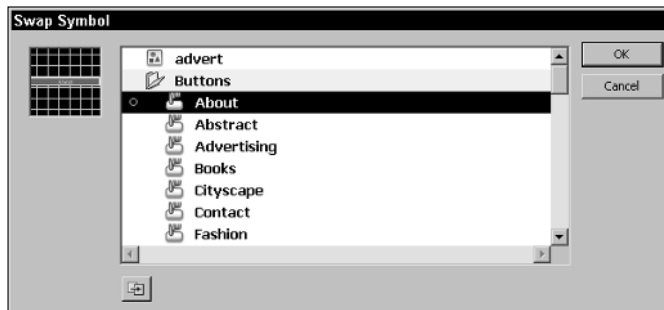 Swap Symbol
advert
Buttons
About
Abstract
Advertising
Books
Cityscape
Contact
Fashion
OK
Cancel